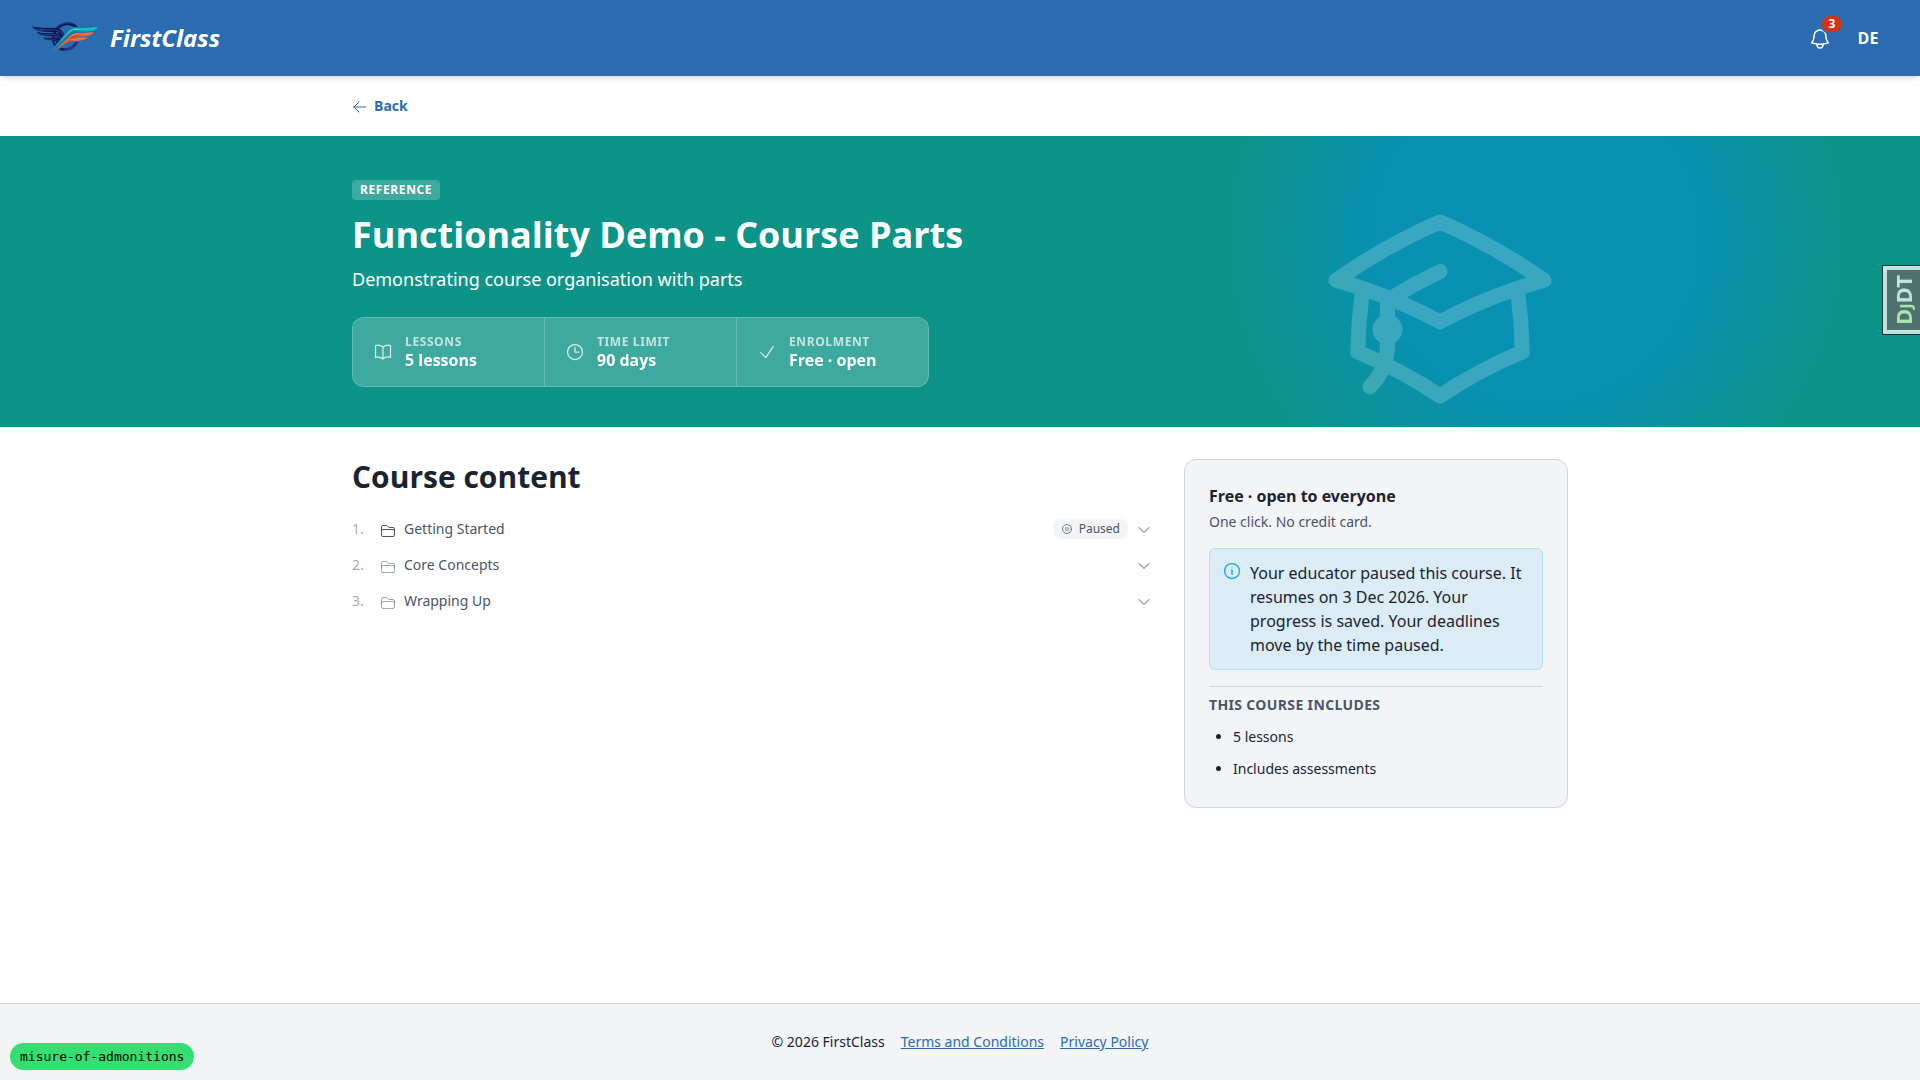 FirstClass
3
DE
Back
REFERENCE
Functionality Demo - Course Parts
Demonstrating course organisation with parts
LESSONS
5 lessons
TIME LIMIT
90 days
ENROLMENT
Free · open
DJDT
Course content
1. Getting Started
Paused
2. Core Concepts
3. Wrapping Up
Free · open to everyone
One click. No credit card.
Your educator paused this course. It
resumes on 3 Dec 2026. Your
progress is saved. Your deadlines
move by the time paused.
THIS COURSE INCLUDES
• 5 lessons
• Includes assessments
© 2026 FirstClass Terms and Conditions Privacy Policy
misure-of-admonitions